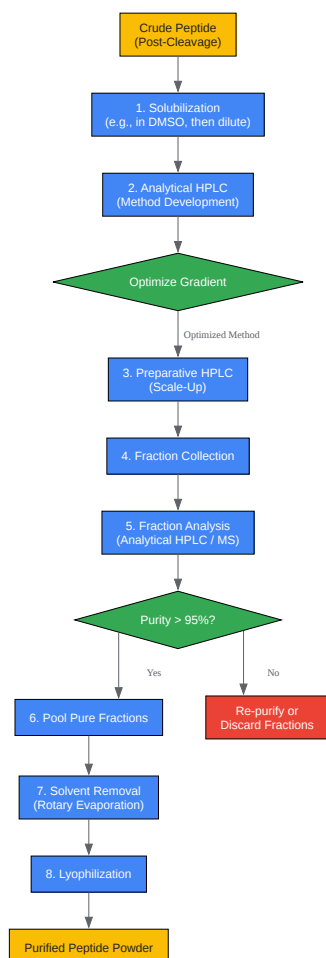 Crude Peptide
(Post-Cleavage)
1. Solubilization
(e.g., in DMSO, then dilute)
2. Analytical HPLC
(Method Development)
Optimize Gradient
Optimized Method
3. Preparative HPLC
(Scale-Up)
4. Fraction Collection
5. Fraction Analysis
(Analytical HPLC / MS)
Purity > 95%?
Yes
No
6. Pool Pure Fractions
Re-purify or
Discard Fractions
7. Solvent Removal
(Rotary Evaporation)
8. Lyophilization
Purified Peptide Powder